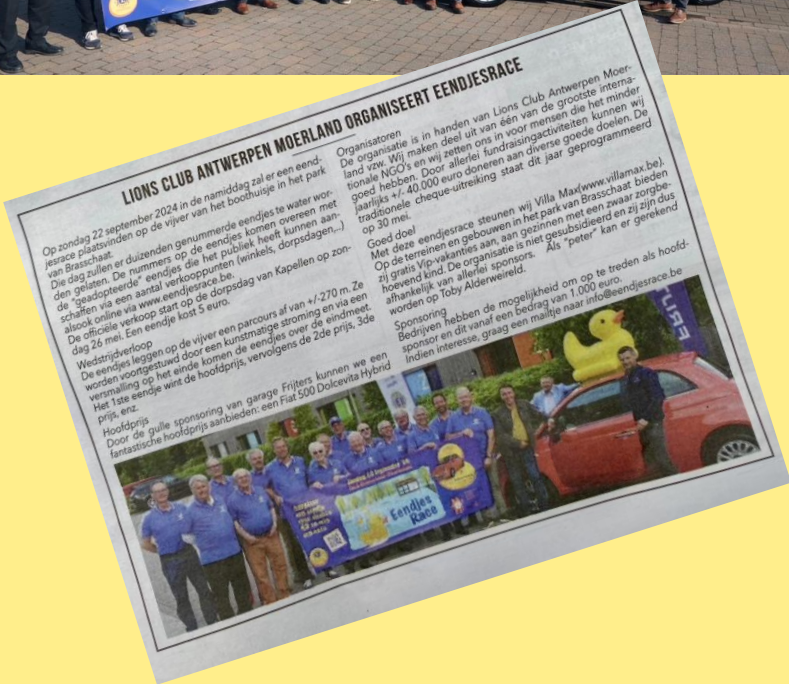 LIONS CLUB ANTWERPEN MOERLAND ORGANISEERT EENDJESRACE
Op zondag 22 september 2024 in de namiddag zal er een eend-
jesrace plaatsvinden op de vijver van het boothuisje in het park
van Brasschaat.
Die dag zullen er duizenden genummerde eendjes te water wor-
den gelaten. De nummers op de eendjes komen overeen met
de "geadopteerde" eendjes die het publiek heeft kunnen aan-
schaffen via een aantal verkooppunten (winkels, dorpsdagen,...)
alsook online via www.eendjesrace.be.
De officiële verkoop start op de dorpsdag van Kapellen op zon-
dag 26 mei. Een eendje kost 5 euro.
Wedstrijdverloop
De eendjes leggen op de vijver een parcours af van +/-270 m. Ze
worden voortgestuwd door een kunstmatige stroming en via een
versmalling op het einde komen de eendjes over de eindmeet.
Het 1ste eendje wint de hoofdprijs, vervolgens de 2de prijs, 3de
prijs, enz.
Hoofdprijs
Door de gulle sponsoring van garage Frijters kunnen we een
fantastische hoofdprijs aanbieden: een Fiat 500 Dolcevita Hybrid
Organisatoren
De organisatie is in handen van Lions Club Antwerpen Moer-
land vzw. Wij maken deel uit van één van de grootste interna-
tionale NGO's en wij zetten ons in voor mensen die het minder
goed hebben. Door allerlei fundraisingactiviteiten kunnen wij
jaarlijks +/- 40.000 euro doneren aan diverse goede doelen. De
traditionele cheque-uitreiking staat dit jaar geprogrammeerd
op 30 mei.
Goed doel
Met deze eendjesrace steunen wij Villa Max(www.villamax.be).
Op de terreinen en gebouwen in het park van Brasschaat bieden
zij gratis Vip-vakanties aan, aan gezinnen met een zwaar zorgbe-
hoevend kind. De organisatie is niet gesubsidieerd en zij zijn dus
afhankelijk van allerlei sponsors. Als "peter" kan er gerekend
worden op Toby Alderweireld.
Sponsoring
Bedrijven hebben de mogelijkheid om op te treden als hoofd-
sponsor en dit vanaf een bedrag van 1.000 euro.
Indien interesse, graag een mailtje naar info@eendjesrace.be
Eendjes
Race